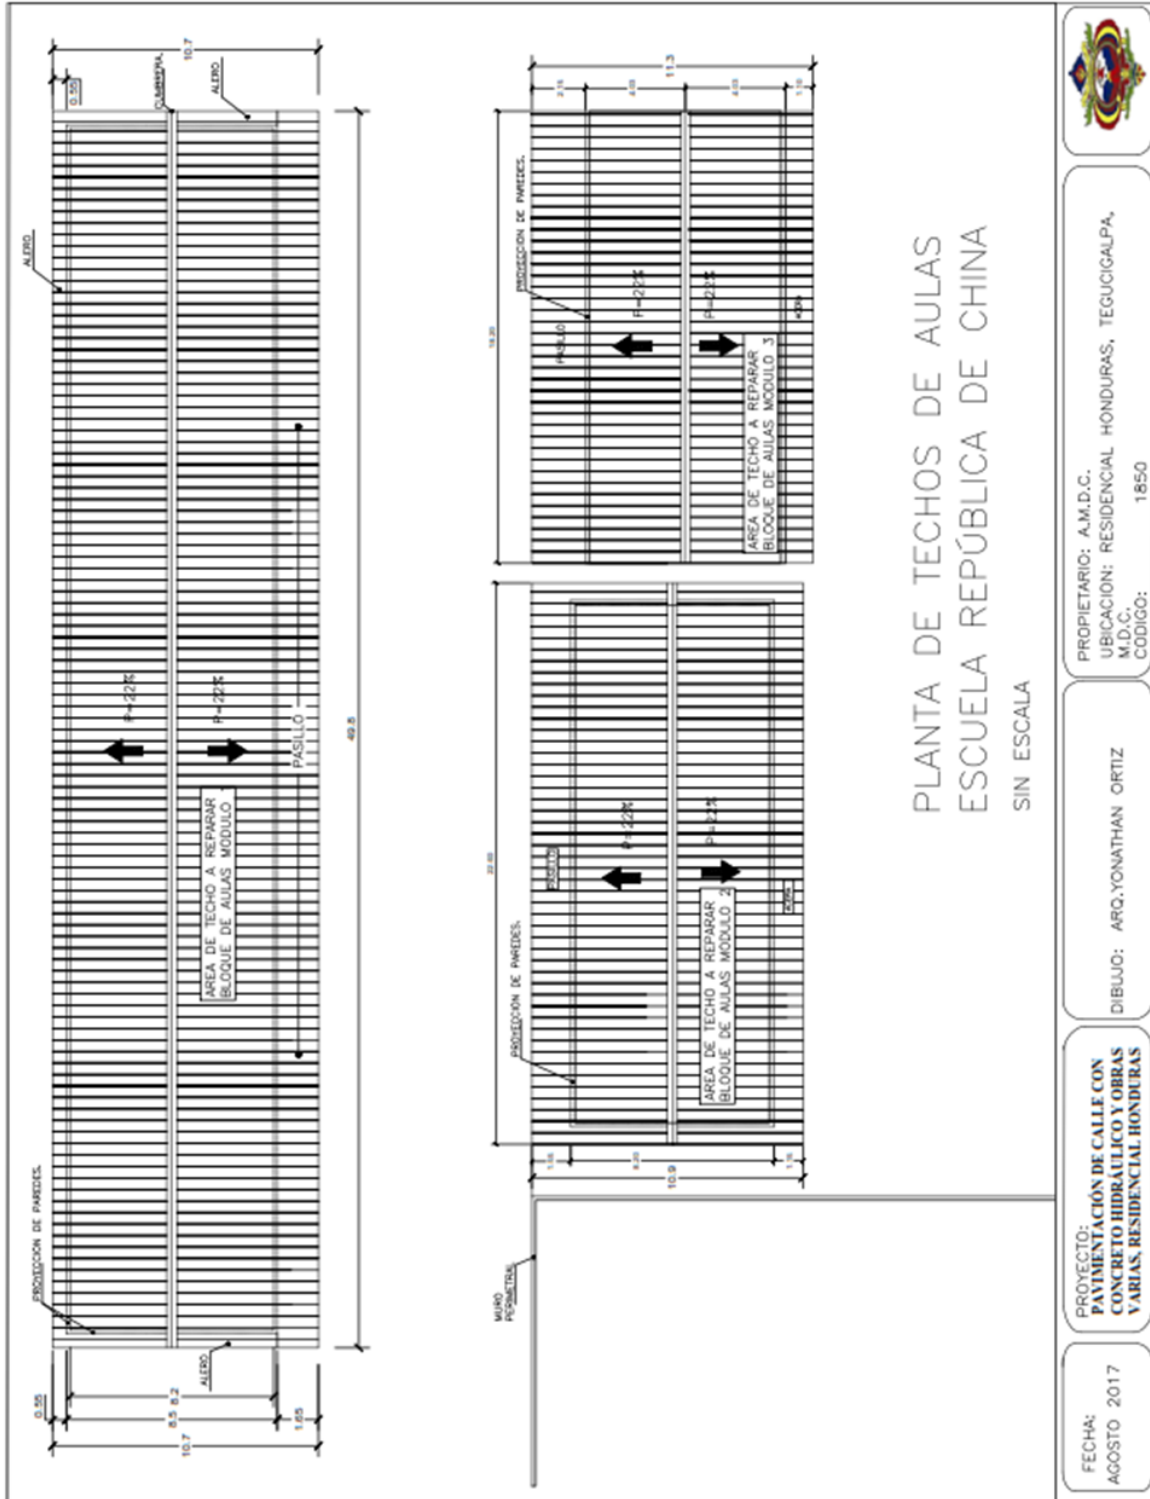 PLANTA DE TECHOS DE AULAS
ESCUELA REPÚBLICA DE CHINA
SIN ESCALA
PROYECCION DE PAREDES.
ALERO
0.55
8.5
8.2
1.65
10.7
ALERO
AREA DE TECHO A REPARAR
BLOQUE DE AULAS MODULO 1
P=22%
P=22%
PASILLO
49.8
ALERO
CUMBRERA.
0.55
10.7
MURO
PERIMETRAL
PROYECCION DE PAREDES.
PASILLO
AREA DE TECHO A REPARAR
BLOQUE DE AULAS MODULO 2
P=22%
P=22%
ACERA
10.9
PROYECCION DE PAREDES.
PASILLO
AREA DE TECHO A REPARAR
BLOQUE DE AULAS MODULO 3
P=22%
P=22%
11.3
FECHA:
AGOSTO 2017
PROYECTO:
PAVIMENTACIÓN DE CALLE CON
CONCRETO HIDRÁULICO Y OBRAS
VARIAS, RESIDENCIAL HONDURAS
DIBUJO: ARQ.YONATHAN ORTIZ
PROPIETARIO: A.M.D.C.
UBICACIÓN: RESIDENCIAL HONDURAS, TEGUCIGALPA,
M.D.C.
CODIGO: 1850